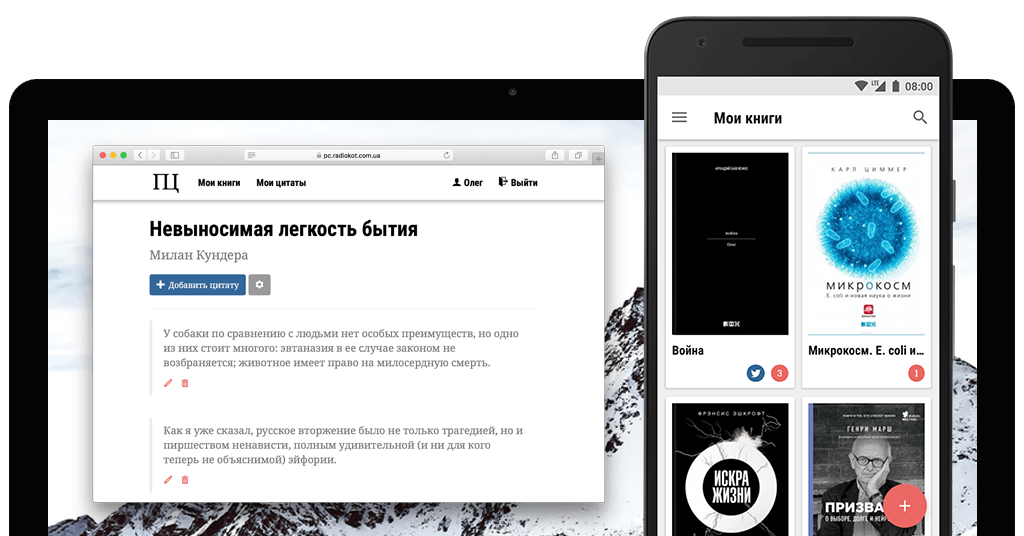 pc.radiokot.com.ua
ПЦ
Мои книги
Мои цитаты
Олег
Выйти
Невыносимая легкость бытия
Милан Кундера
Добавить цитату
У собаки по сравнению с людьми нет особых преимуществ, но одно
из них стоит многого: эвтаназия в ее случае законом не
возбраняется; животное имеет право на милосердную смерть.
Как я уже сказал, русское вторжение было не только трагедией, но и
пиршеством ненависти, полным удивительной (и ни для кого
теперь не объяснимой) эйфории.
LTE
08:00
Мои книги
АРКАДИЙ БАБЧЕНКО
война
Война
3
КАРЛ ЦИММЕР
МИКРОКОСМ
E. coli и новая наука о жизни
Микрокосм. E. coli и…
1
ФРЭНСИС ЭШКРОФТ
ИСКРА
ЖИЗНИ
ГЕНРИ МАРШ
ПРИЗВА
О ВЫБОРЕ, ДОЛГЕ И НЕЙР